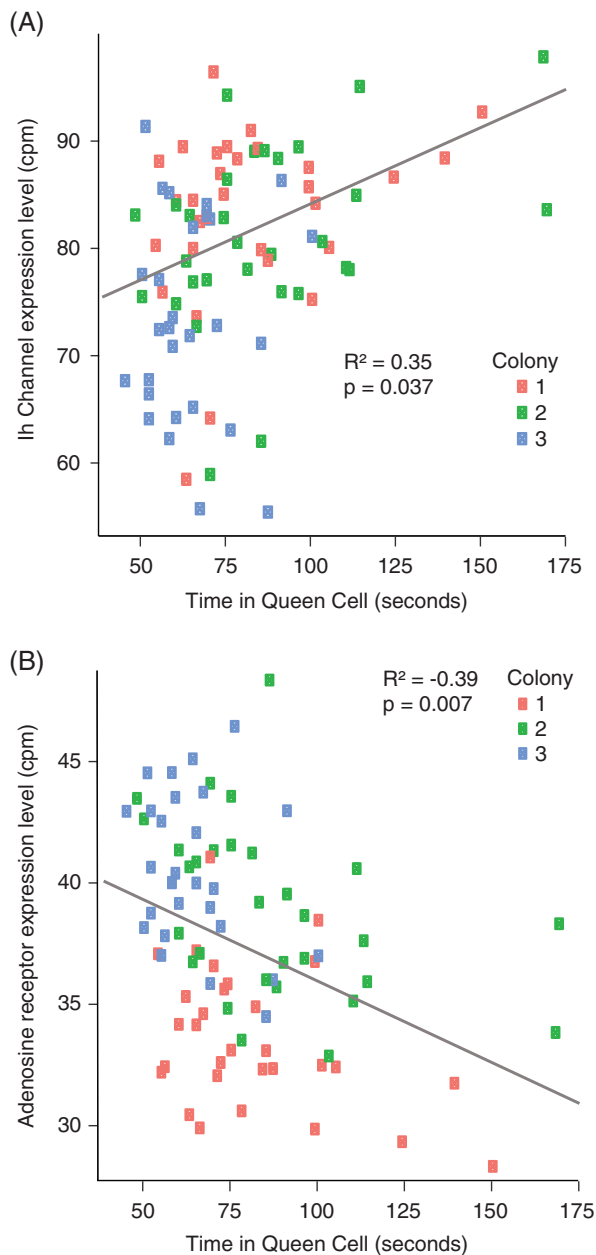 (A)
Ih Channel expression level (cpm)
90
80
70
60
R² = 0.35
p = 0.037
Colony
1
2
3
50 75 100 125 150 175
Time in Queen Cell (seconds)
(B)
Adenosine receptor expression level (cpm)
45
40
35
30
R² = -0.39
p = 0.007
Colony
1
2
3
50 75 100 125 150 175
Time in Queen Cell (seconds)